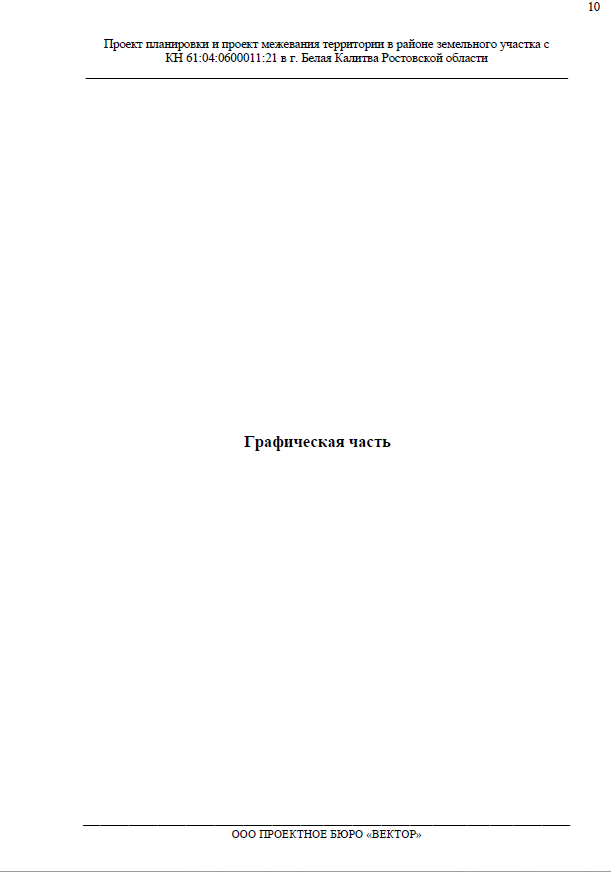 10
Проект планировки и проект межевания территории в районе земельного участка с
КН 61:04:0600011:21 в г. Белая Калитва Ростовской области
Графическая часть
ООО ПРОЕКТНОЕ БЮРО «ВЕКТОР»